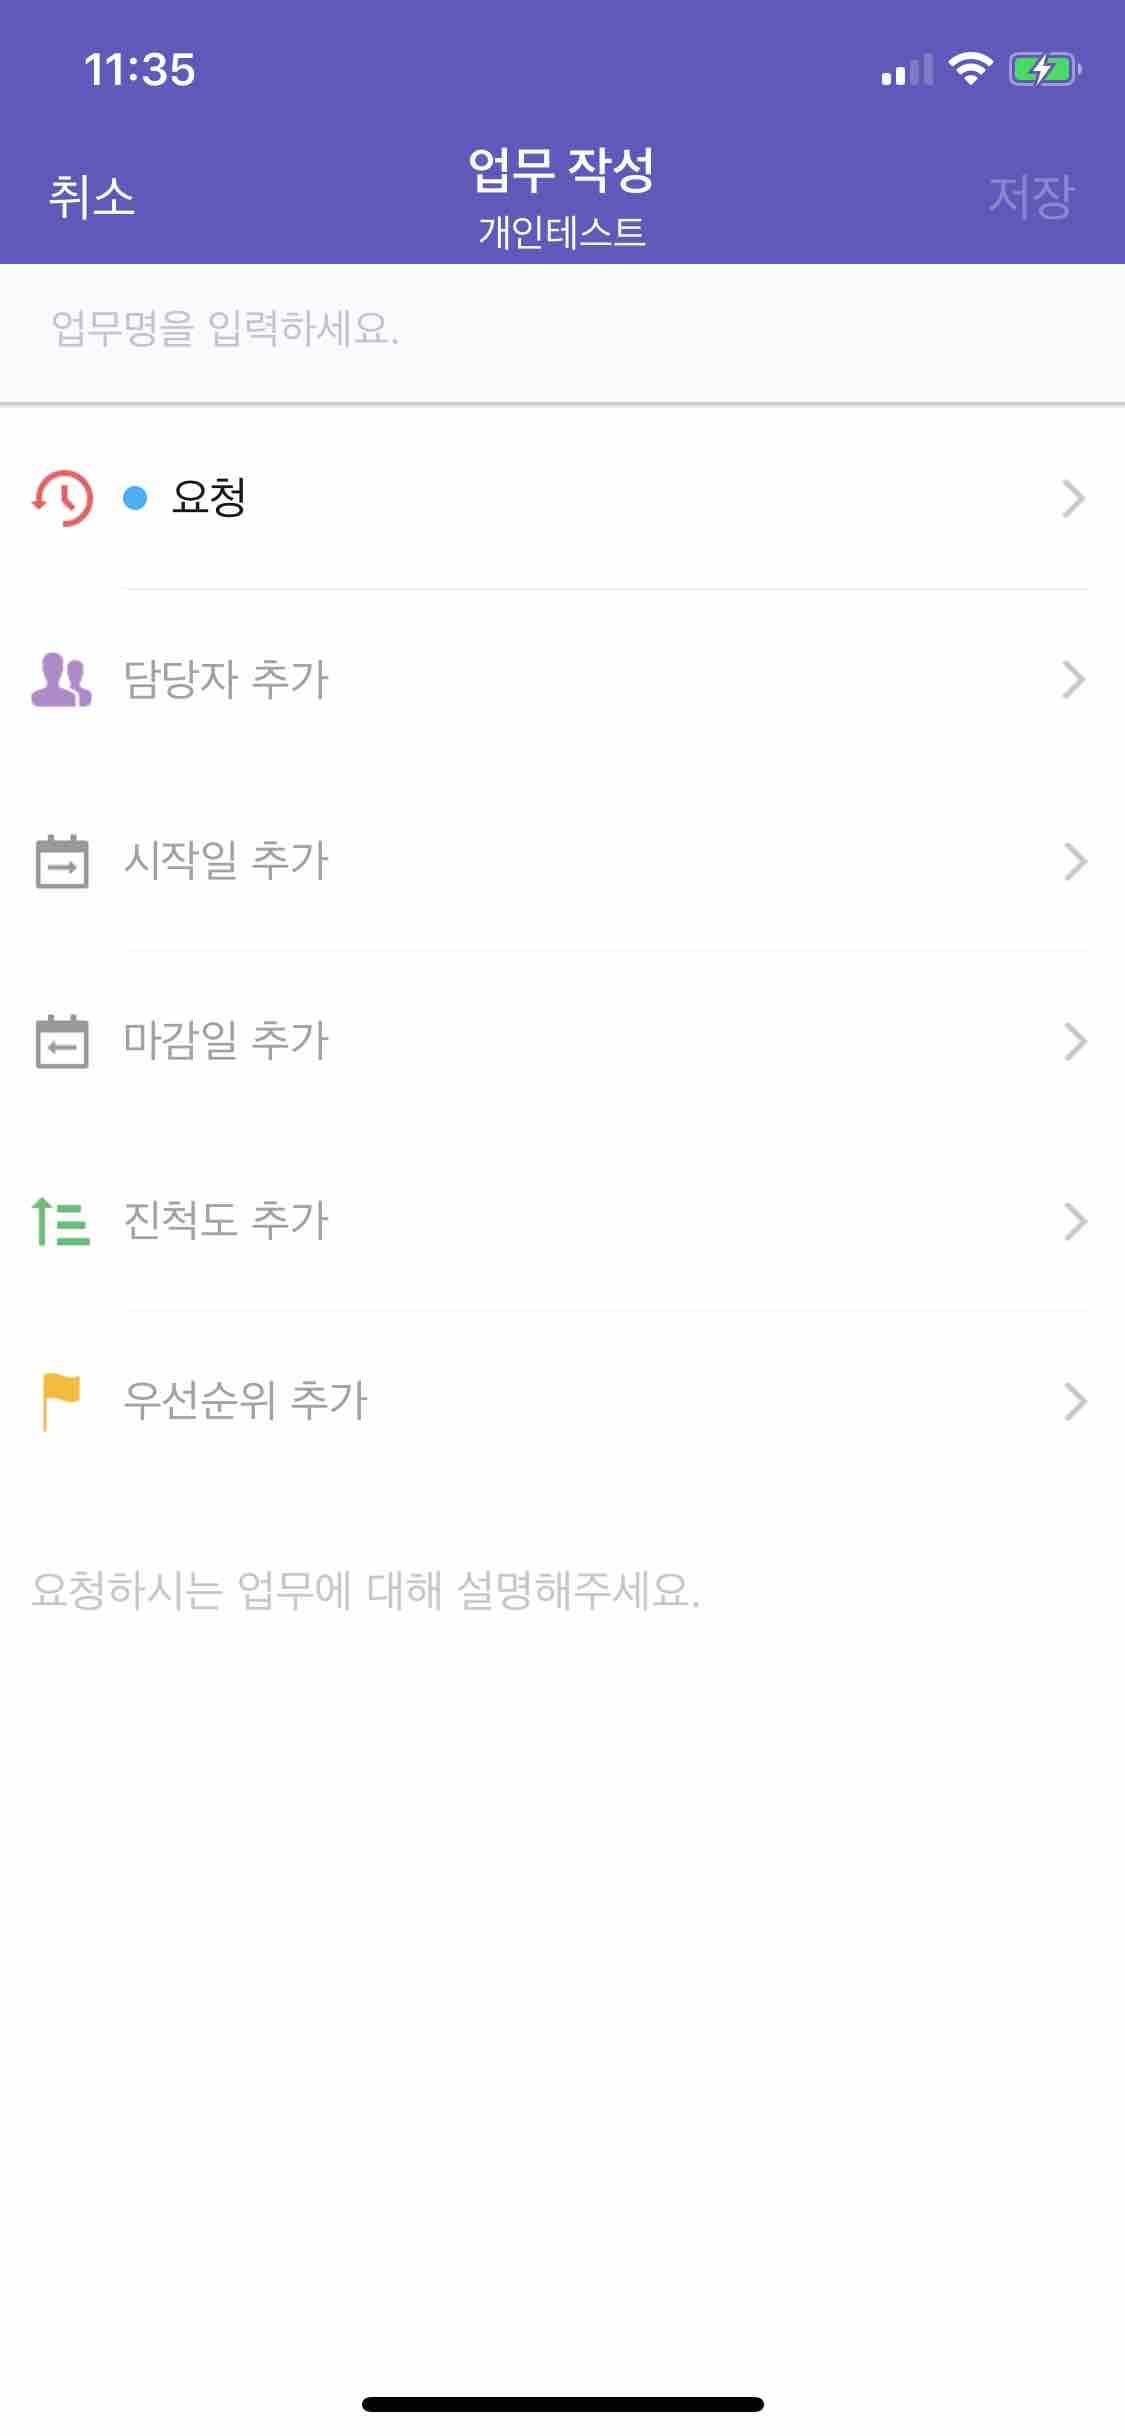 11:35
취소
업무 작성
저장
개인테스트
업무명을 입력하세요.
요청
담당자 추가
시작일 추가
마감일 추가
진척도 추가
우선순위 추가
요청하시는 업무에 대해 설명해주세요.